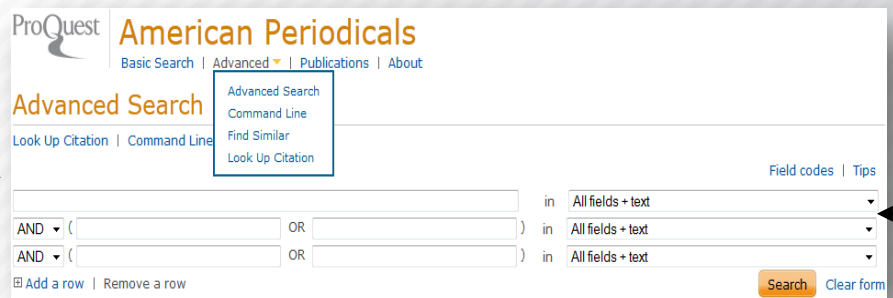 ProQuest American Periodicals
Basic Search | Advanced | Publications | About
Advanced Search
Command Line
Find Similar
Look Up Citation
Advanced Search
Look Up Citation | Command Line
Field codes | Tips
in All fields + text
AND ( OR ) in All fields + text
AND ( OR ) in All fields + text
Add a row | Remove a row
Search Clear form